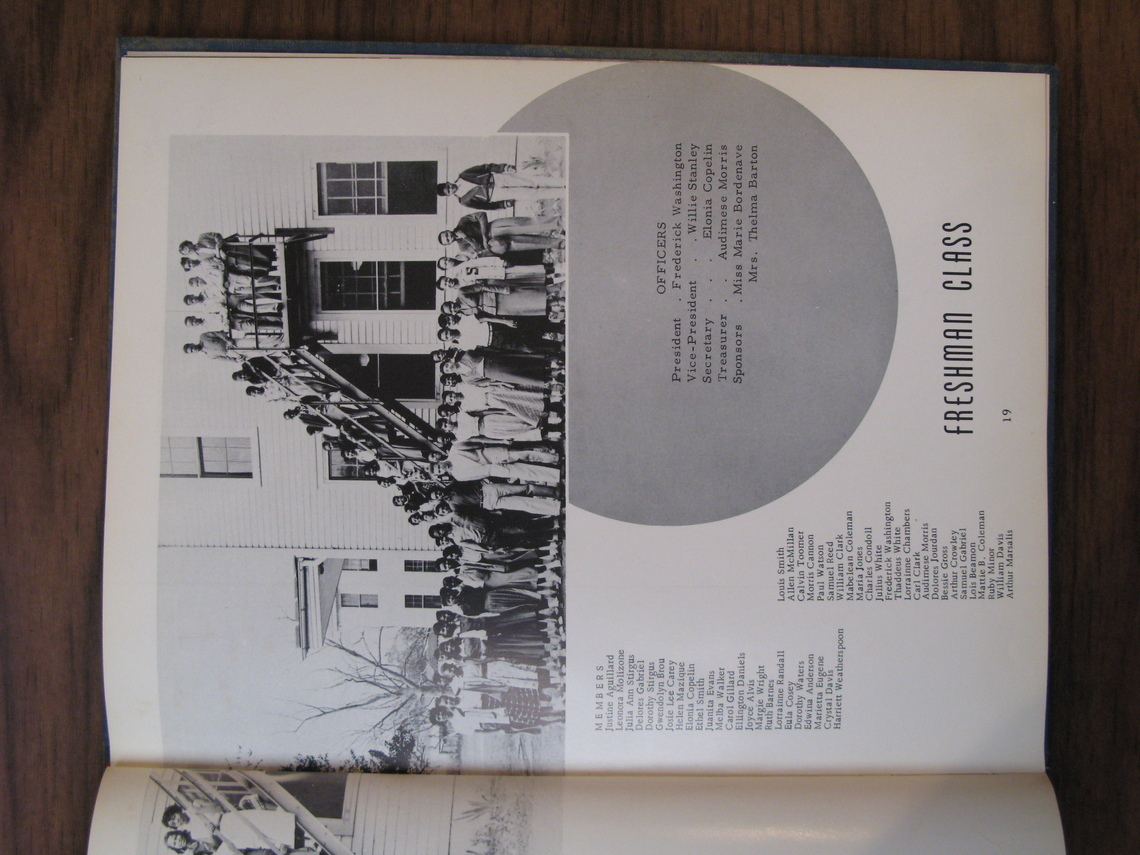 S
MEMBERS
Justine Aguillard
Leonora Molizone
Julia Ann Stirgus
Delores Gabriel
Dorothy Stirgus
Gwendolyn Brou
Josie Lee Carey
Helen Mazique
Elonia Copelin
Ethel Smith
Juanita Evans
Melba Walker
Carol Gillard
Ellington Daniels
Joyce Alvis
Margie Wright
Ruth Barnes
Lorrainne Randall
Eula Cosey
Dorothy Waters
Edwina Anderson
Marietta Eugene
Crystal Davis
Harriett Weatherspoon
Louis Smith
Allen McMillan
Calvin Toomer
Morris Cannon
Paul Watson
Samuel Reed
William Clark
Mabelean Coleman
Maria Jones
Charles Condoll
Julius White
Frederick Washington
Thaddeus White
Lorrainne Chambers
Carl Clark
Audimese Morris
Dolores Jourdan
Bessie Gross
Arthur Crowley
Samuel Gabriel
Lois Beamon
Mattie B. Coleman
Ruby Minor
William Davis
Arthur Marsalis
OFFICERS
President . Frederick Washington
Vice-President . . Willie Stanley
Secretary . . . Elonia Copelin
Treasurer . . Audimese Morris
Sponsors . Miss Marie Bordenave
Mrs. Thelma Barton
FRESHMAN CLASS
19